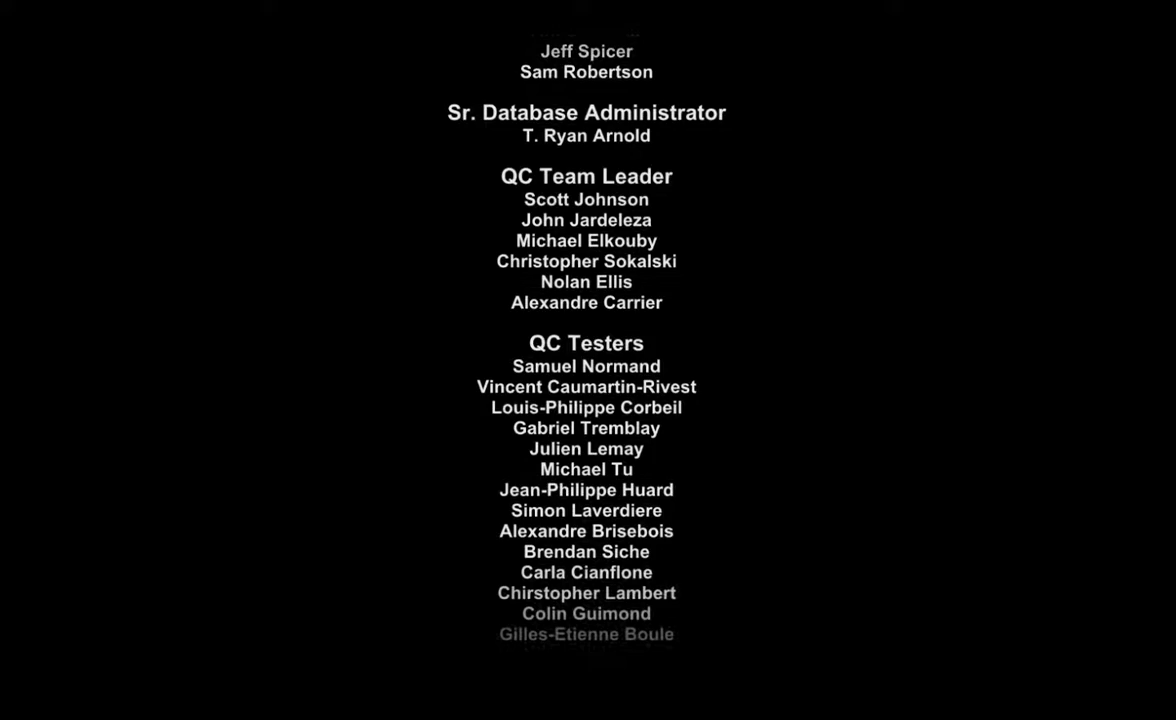 Jeff Spicer
Sam Robertson
Sr. Database Administrator
T. Ryan Arnold
QC Team Leader
Scott Johnson
John Jardeleza
Michael Elkouby
Christopher Sokalski
Nolan Ellis
Alexandre Carrier
QC Testers
Samuel Normand
Vincent Caumartin-Rivest
Louis-Philippe Corbeil
Gabriel Tremblay
Julien Lemay
Michael Tu
Jean-Philippe Huard
Simon Laverdiere
Alexandre Brisebois
Brendan Siche
Carla Cianflone
Chirstopher Lambert
Colin Guimond
Gilles-Etienne Boule